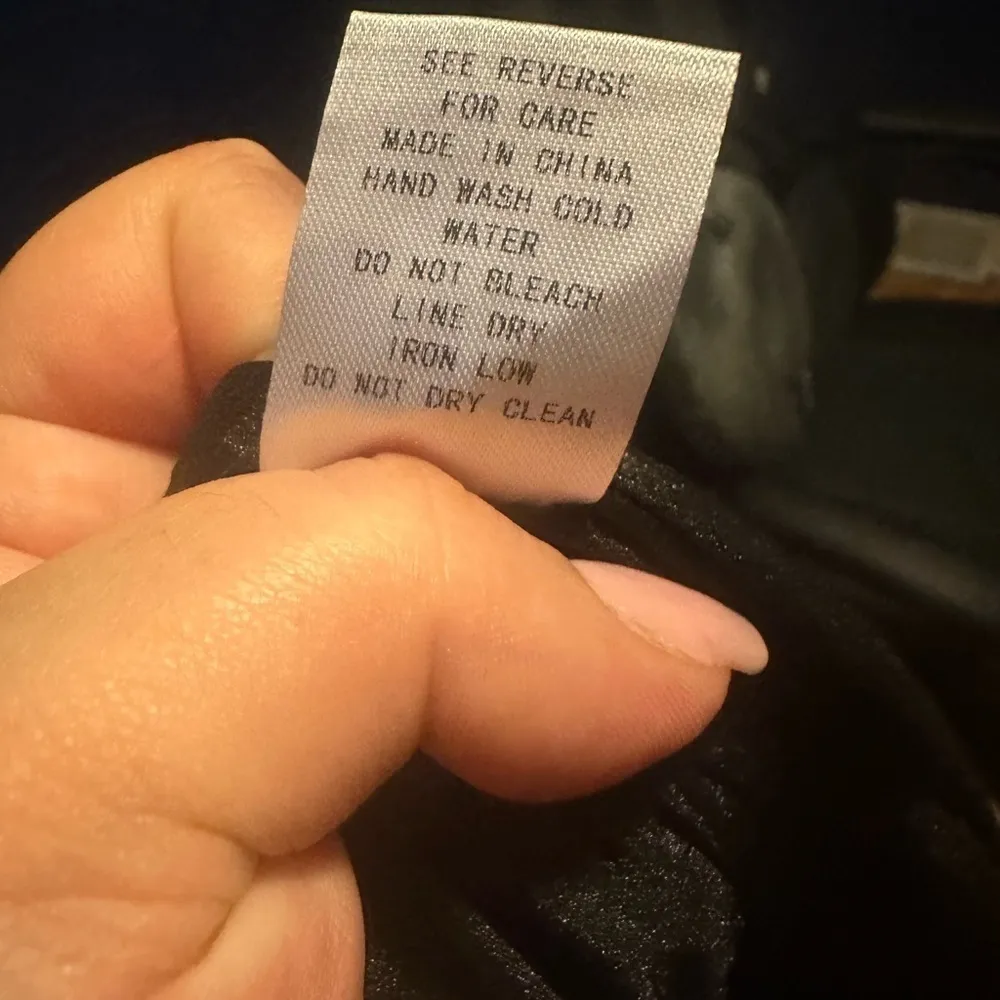 SEE REVERSE
FOR CARE
MADE IN CHINA
HAND WASH COLD
WATER
DO NOT BLEACH
LINE DRY
IRON LOW
DO NOT DRY CLEAN